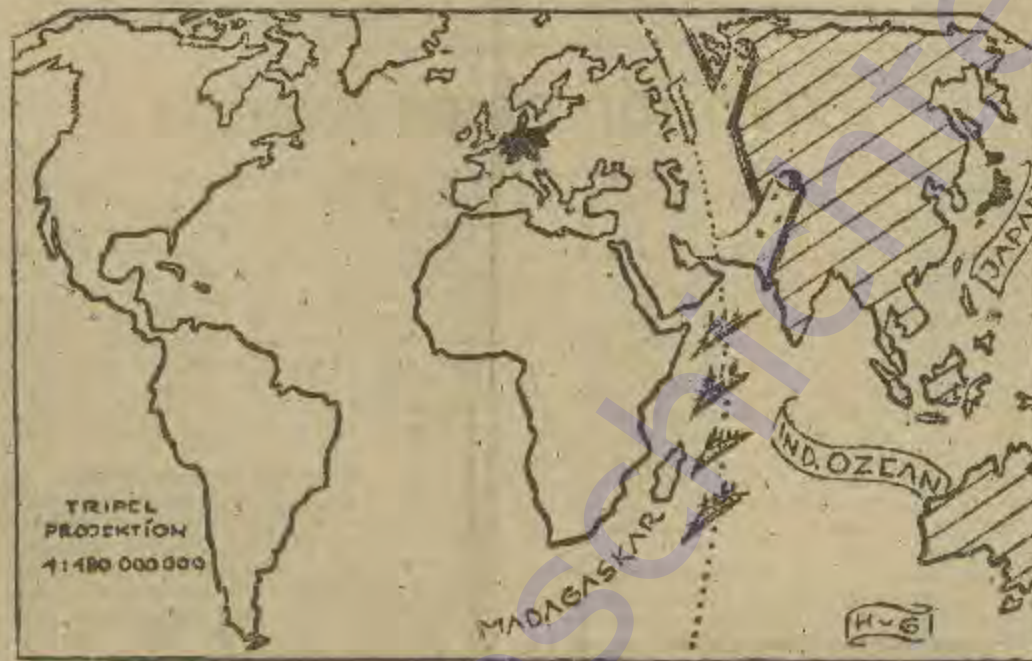 URAL
JAPAN
IND. OZEAN
TRIPEL
PROJEKTION
1:480 000 000
MADAGASKAR